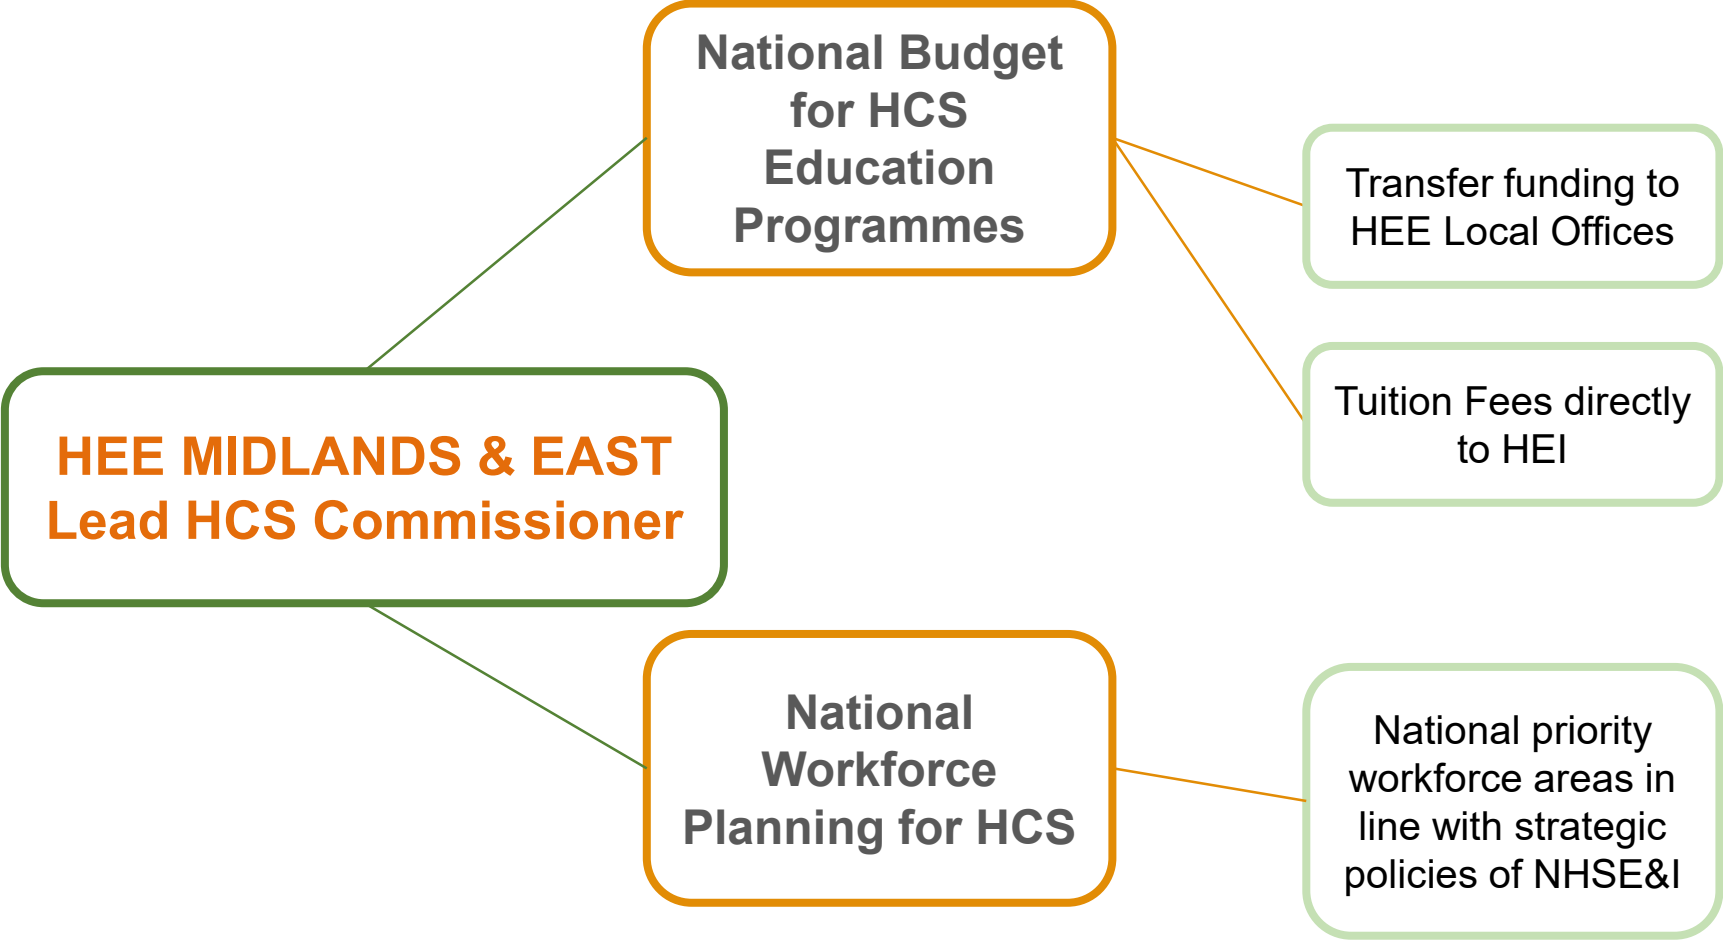 National Budget
for HCS
Education
Programmes
Transfer funding to
HEE Local Offices
Tuition Fees directly
to HEI
HEE MIDLANDS & EAST
Lead HCS Commissioner
National
Workforce
Planning for HCS
National priority
workforce areas in
line with strategic
policies of NHSE&I